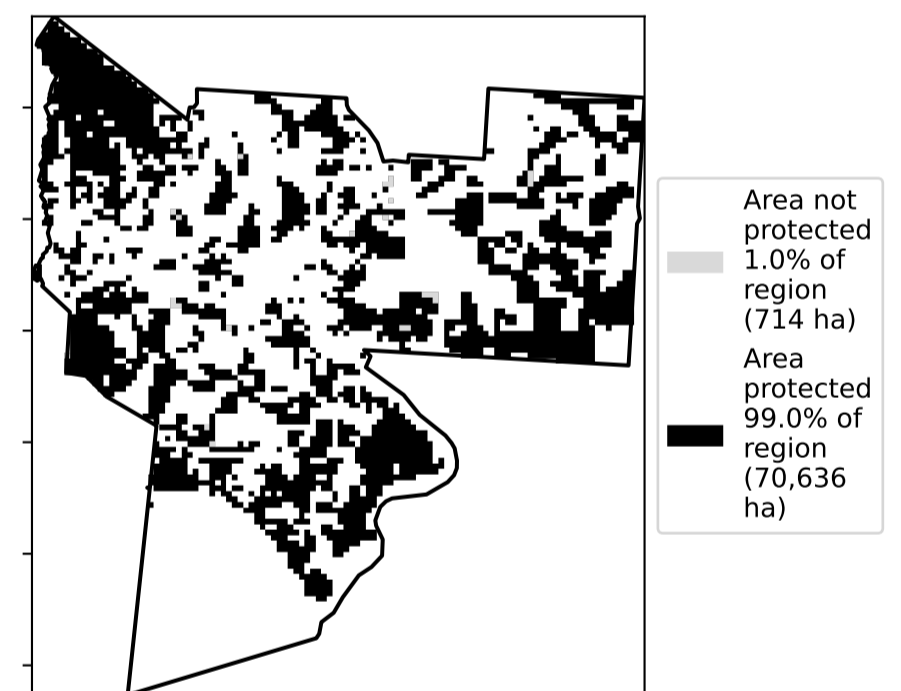 Area not
protected
1.0% of
region
(714 ha)
Area
protected
99.0% of
region
(70,636
ha)